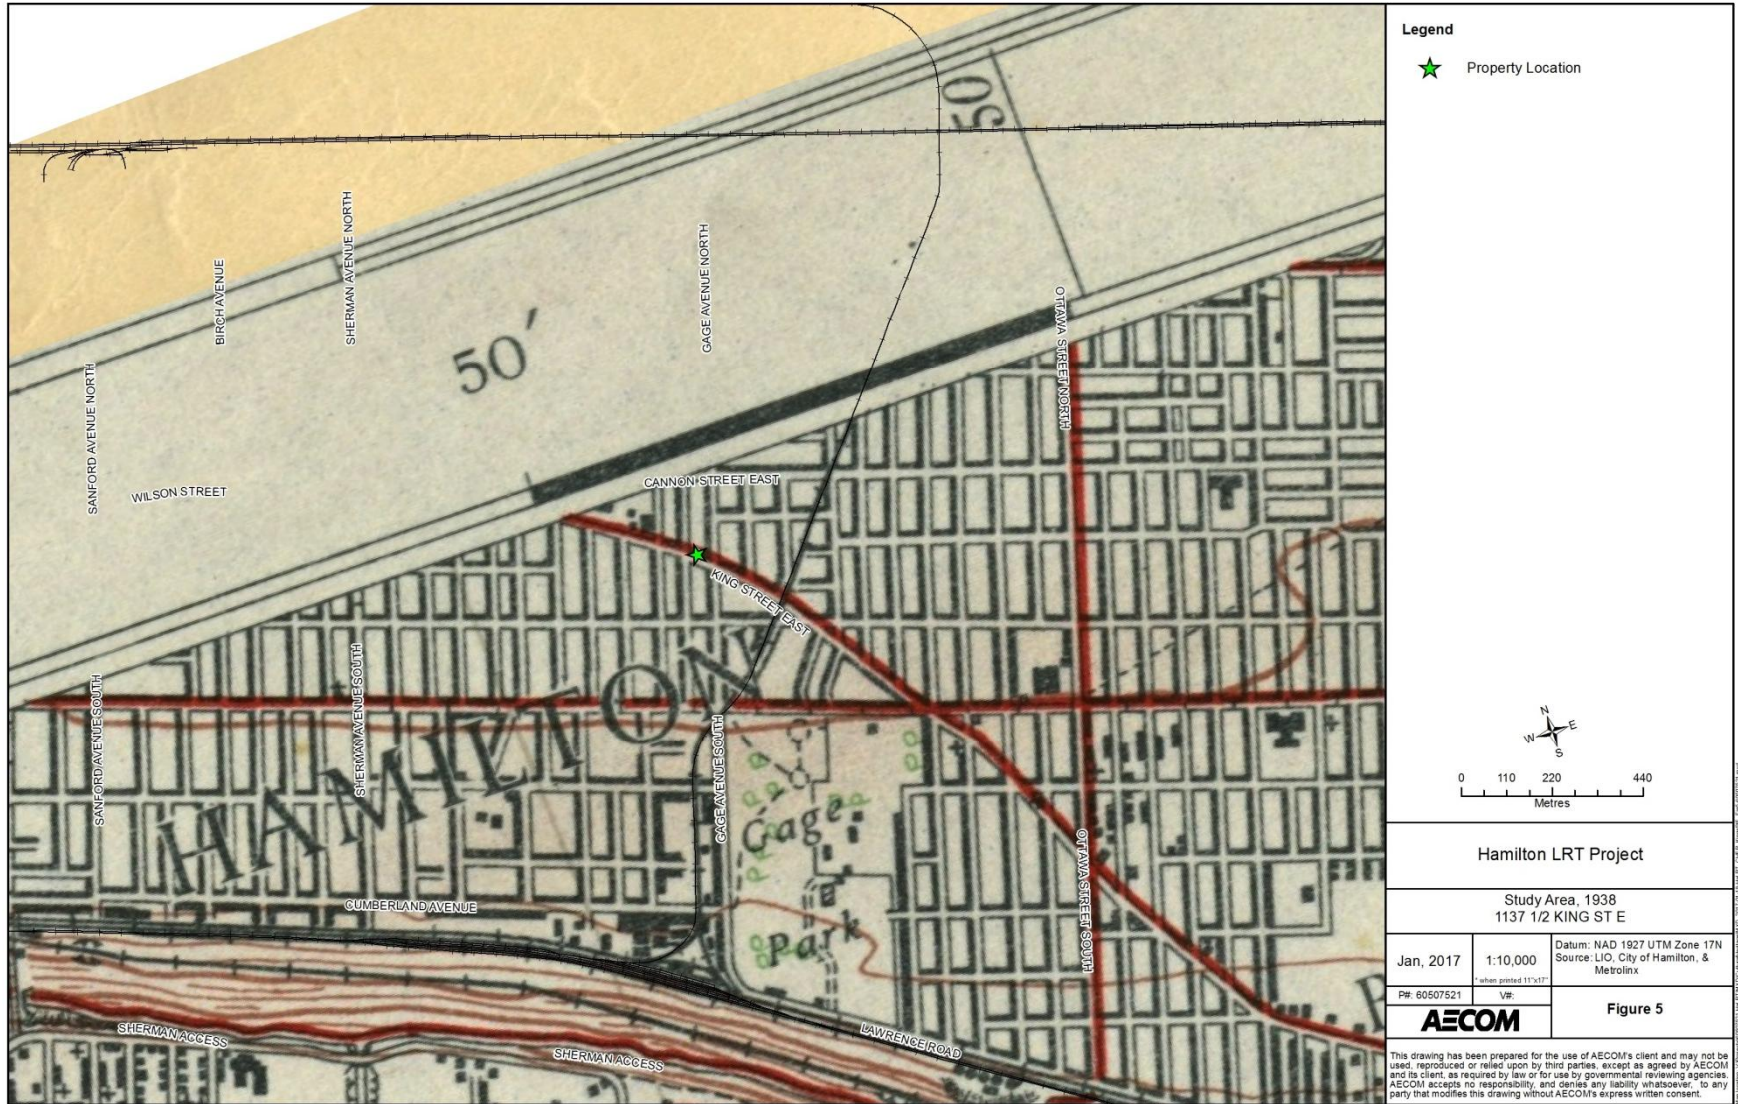 50
SHERMAN AVENUE NORTH
GAGE AVENUE NORTH
BIRCH AVENUE
OTTAWA STREET NORTH
50'
SANFORD AVENUE NORTH
WILSON STREET
CANNON STREET EAST
KING STREET EAST
HAMILTON
SHERMAN AVENUE SOUTH
SANFORD AVENUE SOUTH
GAGE AVENUE SOUTH
Gage
Park
OTTAWA STREET SOUTH
CUMBERLAND AVENUE
SHERMAN ACCESS
SHERMAN ACCESS
LAWRENCE ROAD
Legend
Property Location
N
W E
S
0 110 220 440
Metres
Hamilton LRT Project
Study Area, 1938
1137 1/2 KING ST E
Jan, 2017
1:10,000
* when printed 11"x17"
Datum: NAD 1927 UTM Zone 17N
Source: LIO, City of Hamilton, &
Metrolinx
P#: 60507521
V#:
AECOM
Figure 5
This drawing has been prepared for the use of AECOM's client and may not be
used, reproduced or relied upon by third parties, except as agreed by AECOM
and its client, as required by law or for use by governmental reviewing agencies.
AECOM accepts no responsibility, and denies any liability whatsoever, to any
party that modifies this drawing without AECOM's express written consent.